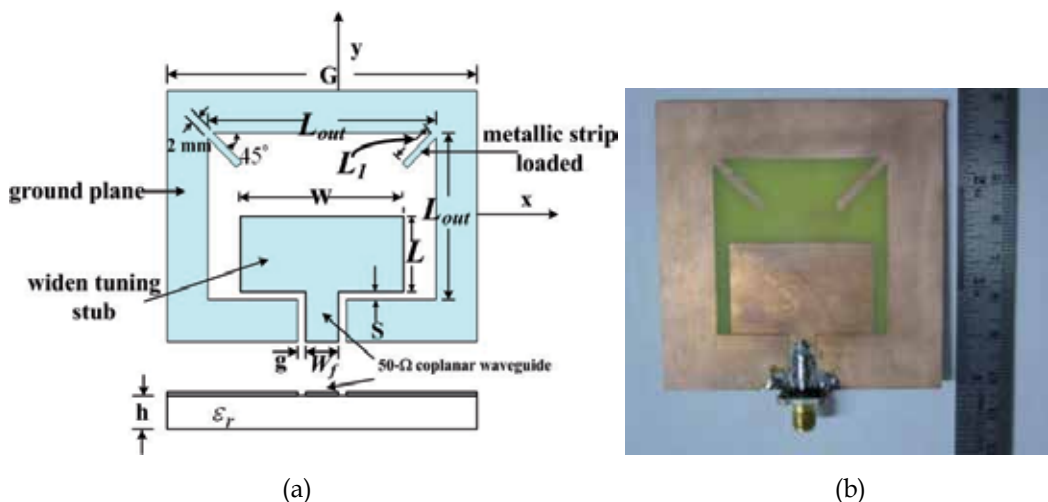 y
G
L_out
2 mm
45°
L_1
metallic strip
loaded
ground plane
W
L_out
x
L
widen tuning
stub
S
g
W_f
50-Ω coplanar waveguide
h
ε_r
(a)
(b)